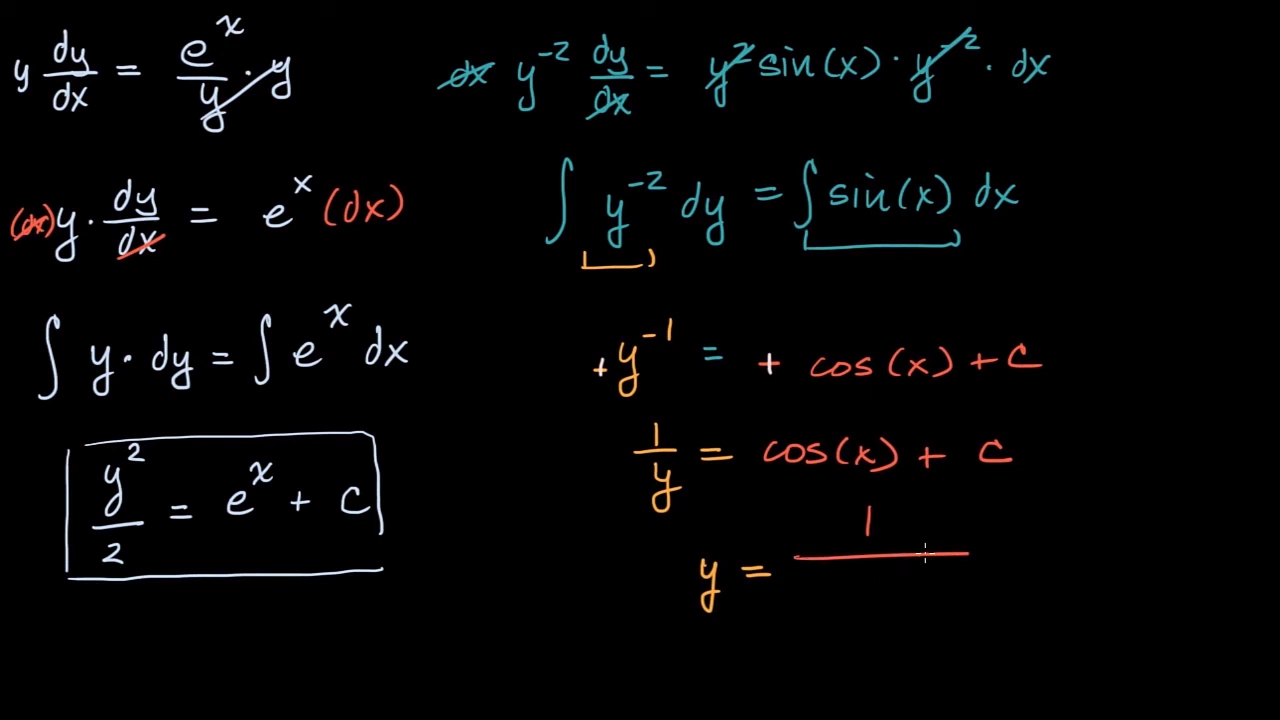 y dy/dx = e^x/y · y
(dx) y · dy/dx = e^x (dx)
∫ y · dy = ∫ e^x dx
y^2/2 = e^x + c
dx y^-2 dy/dx = y^2 sin(x) · y^-2 · dx
∫ y^-2 dy = ∫ sin(x) dx
+ y^-1 = + cos(x) + c
1/y = cos(x) + c
y = 1/